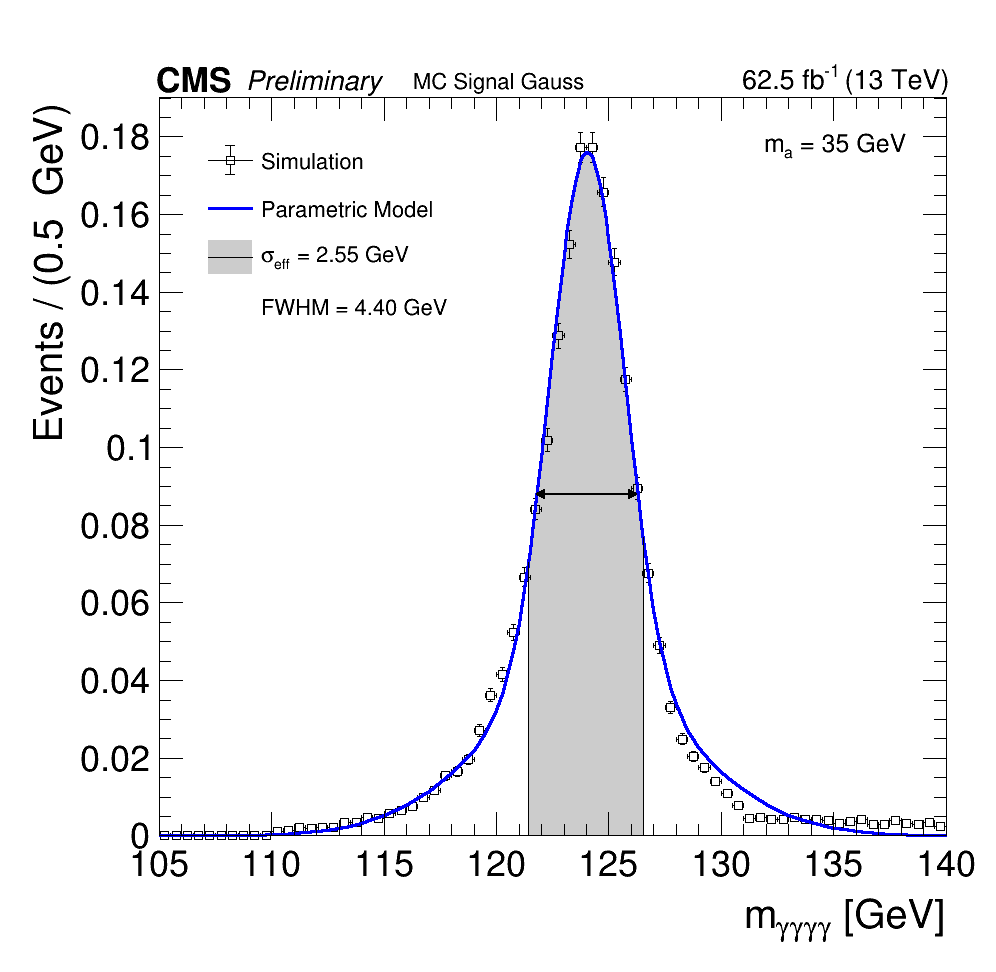 CMS Preliminary MC Signal Gauss 62.5 fb⁻¹ (13 TeV)
mₐ = 35 GeV
Simulation
Parametric Model
σeff = 2.55 GeV
FWHM = 4.40 GeV
Events / (0.5 GeV)
0.18
0.16
0.14
0.12
0.1
0.08
0.06
0.04
0.02
0
105 110 115 120 125 130 135 140
mγγγγ [GeV]